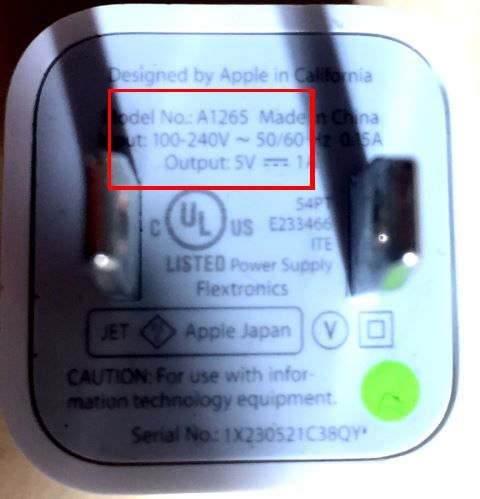 Designed by Apple in California
Model No.: A1265 Made in China
Input: 100-240V ~ 50/60 Hz 0.15A
Output: 5V ⎓ 1A
C UL US
54PT
E233466
ITE
LISTED Power Supply
Flextronics
JET Apple Japan V
CAUTION: For use with infor-
mation technology equipment.
Serial No.: 1X230521C38QY*